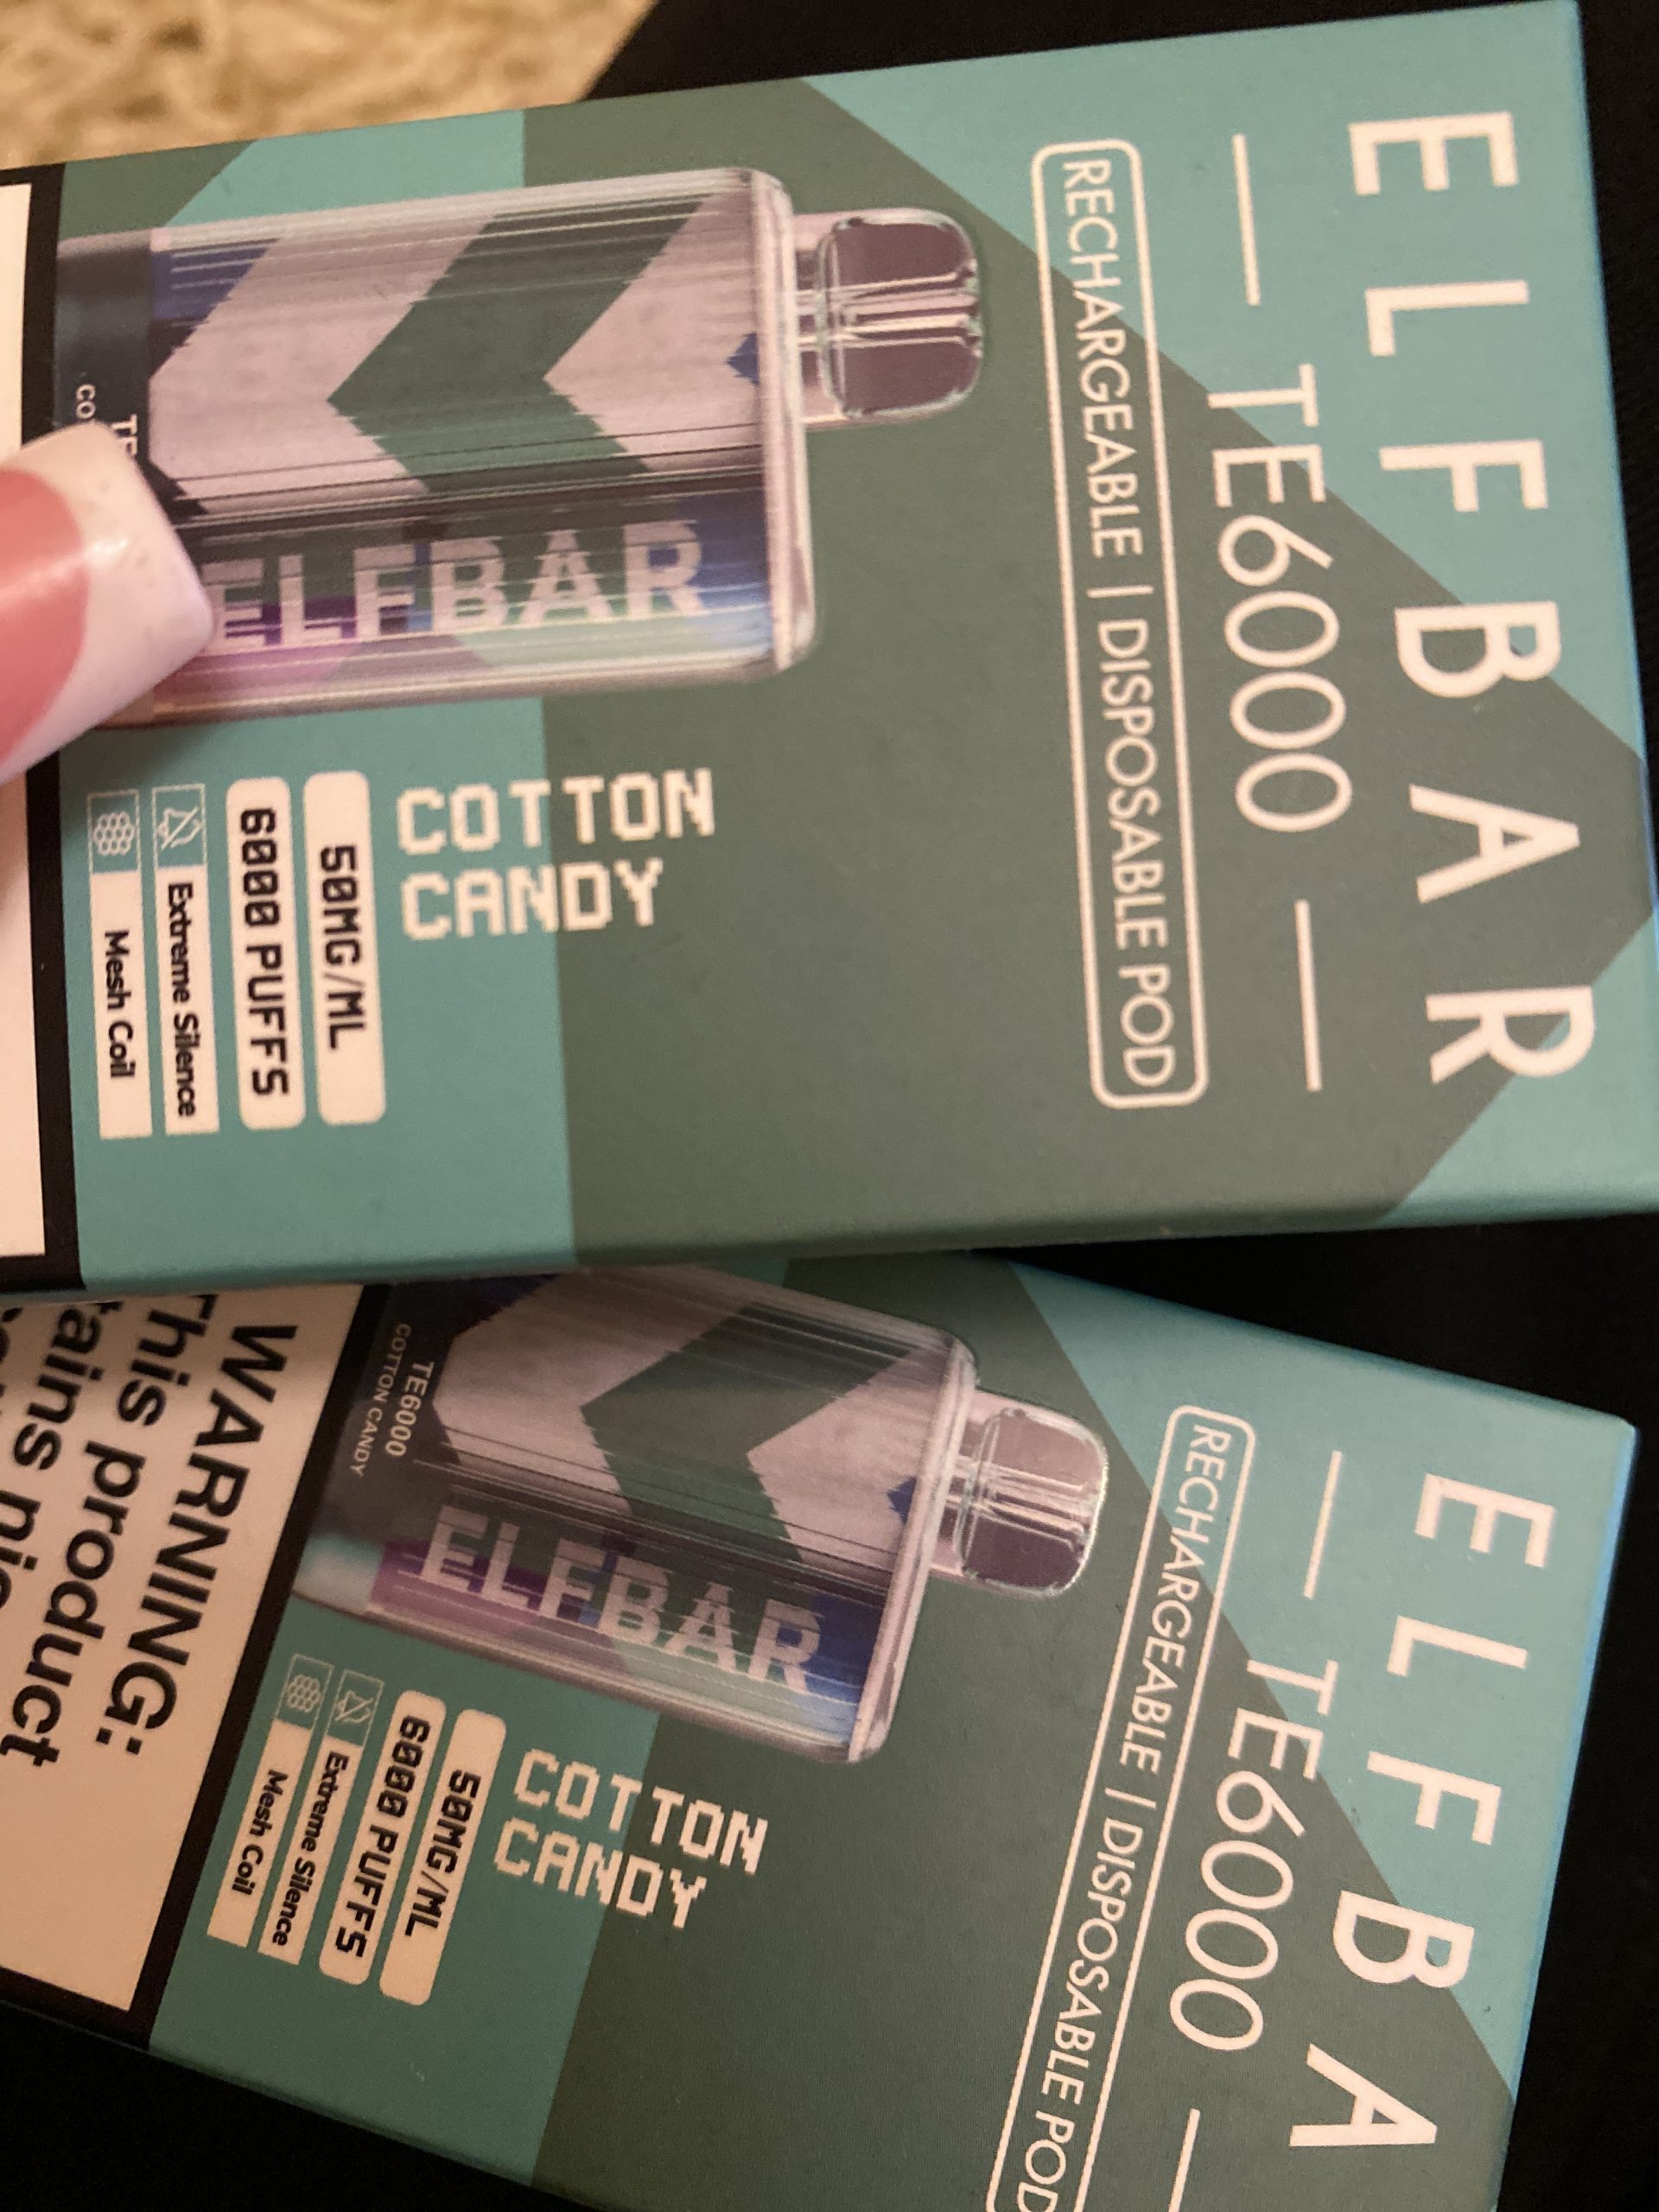 ELFBAR
TE6000
RECHARGEABLE | DISPOSABLE POD
ELFBAR
COTTON
CANDY
50MG/ML
6000 PUFFS
Extreme Silence
Mesh Coil
ELFBA
TE6000
RECHARGEABLE | DISPOSABLE POD
ELFBAR
TE6000
COTTON CANDY
COTTON
CANDY
50MG/ML
6000 PUFFS
Extreme Silence
Mesh Coil
WARNING:
This product
tains nic